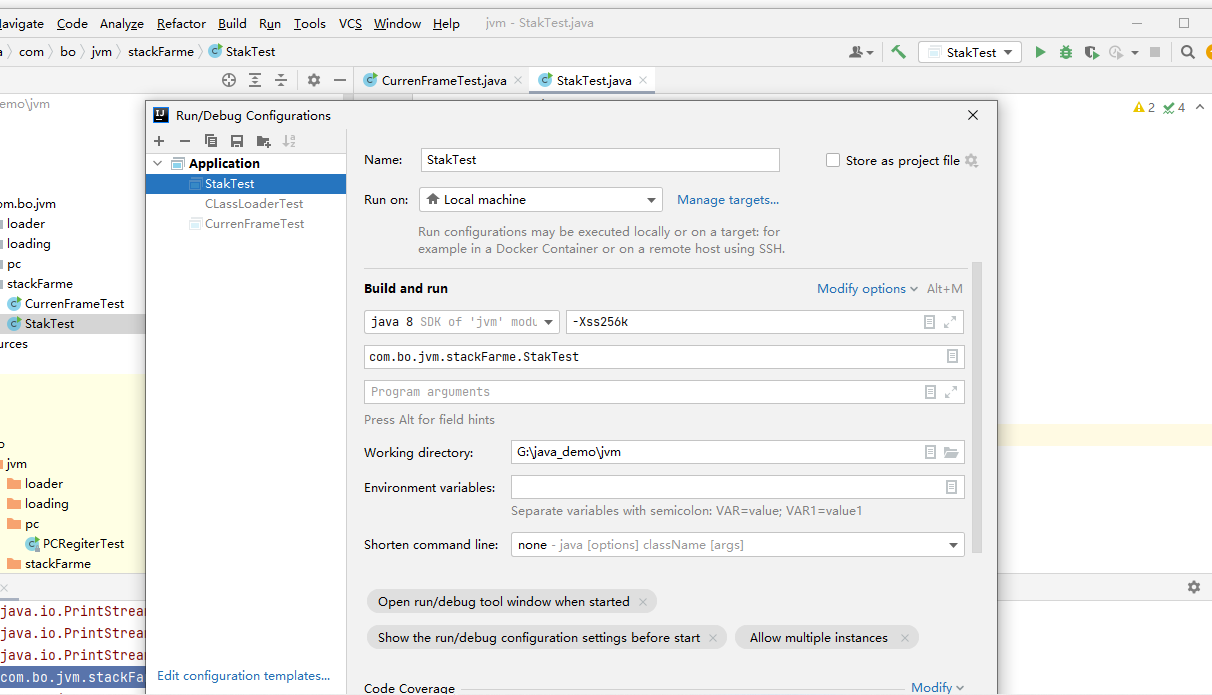 Navigate Code Analyze Refactor Build Run Tools VCS Window Help jvm - StakTest.java
com bo jvm stackFarme StakTest
StakTest
CurrenFrameTest.java StakTest.java
emo\jvm
2 4
Run/Debug Configurations
Application
StakTest
CLassLoaderTest
CurrenFrameTest
Edit configuration templates...
Name: StakTest Store as project file
Run on: Local machine Manage targets...
Run configurations may be executed locally or on a target: for
example in a Docker Container or on a remote host using SSH.
Build and run Modify options Alt+M
java 8 SDK of 'jvm' modu -Xss256k
com.bo.jvm.stackFarme.StakTest
Program arguments
Press Alt for field hints
Working directory: G:\java_demo\jvm
Environment variables:
Separate variables with semicolon: VAR=value; VAR1=value1
Shorten command line: none - java [options] className [args]
Open run/debug tool window when started
Show the run/debug configuration settings before start Allow multiple instances
Code Coverage Modify
om.bo.jvm
loader
loading
pc
stackFarme
CurrenFrameTest
StakTest
urces
o
jvm
loader
loading
pc
PCRegiterTest
stackFarme
java.io.PrintStrea
java.io.PrintStrea
java.io.PrintStrea
com.bo.jvm.stackFa